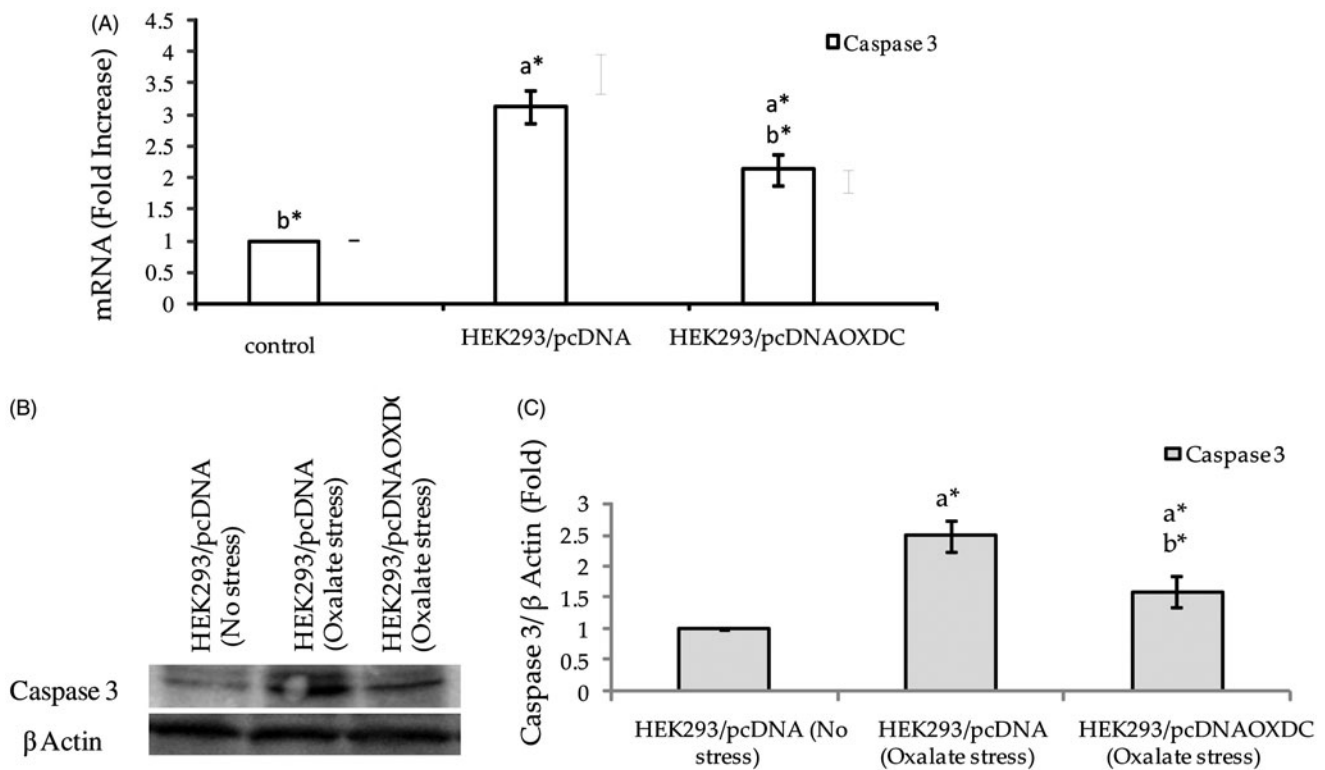 (A)
mRNA (Fold Increase)
4
3.5
3
2.5
2
1.5
1
0.5
0
Caspase 3
b*
a*
a*
b*
control
HEK293/pcDNA
HEK293/pcDNAOXDC
(B)
HEK293/pcDNA
(No stress)
HEK293/pcDNA
(Oxalate stress)
HEK293/pcDNAOXDC
(Oxalate stress)
Caspase 3
β Actin
(C)
Caspase 3/ β Actin (Fold)
3
2.5
2
1.5
1
0.5
0
Caspase 3
a*
a*
b*
HEK293/pcDNA (No
stress)
HEK293/pcDNA
(Oxalate stress)
HEK293/pcDNAOXDC
(Oxalate stress)